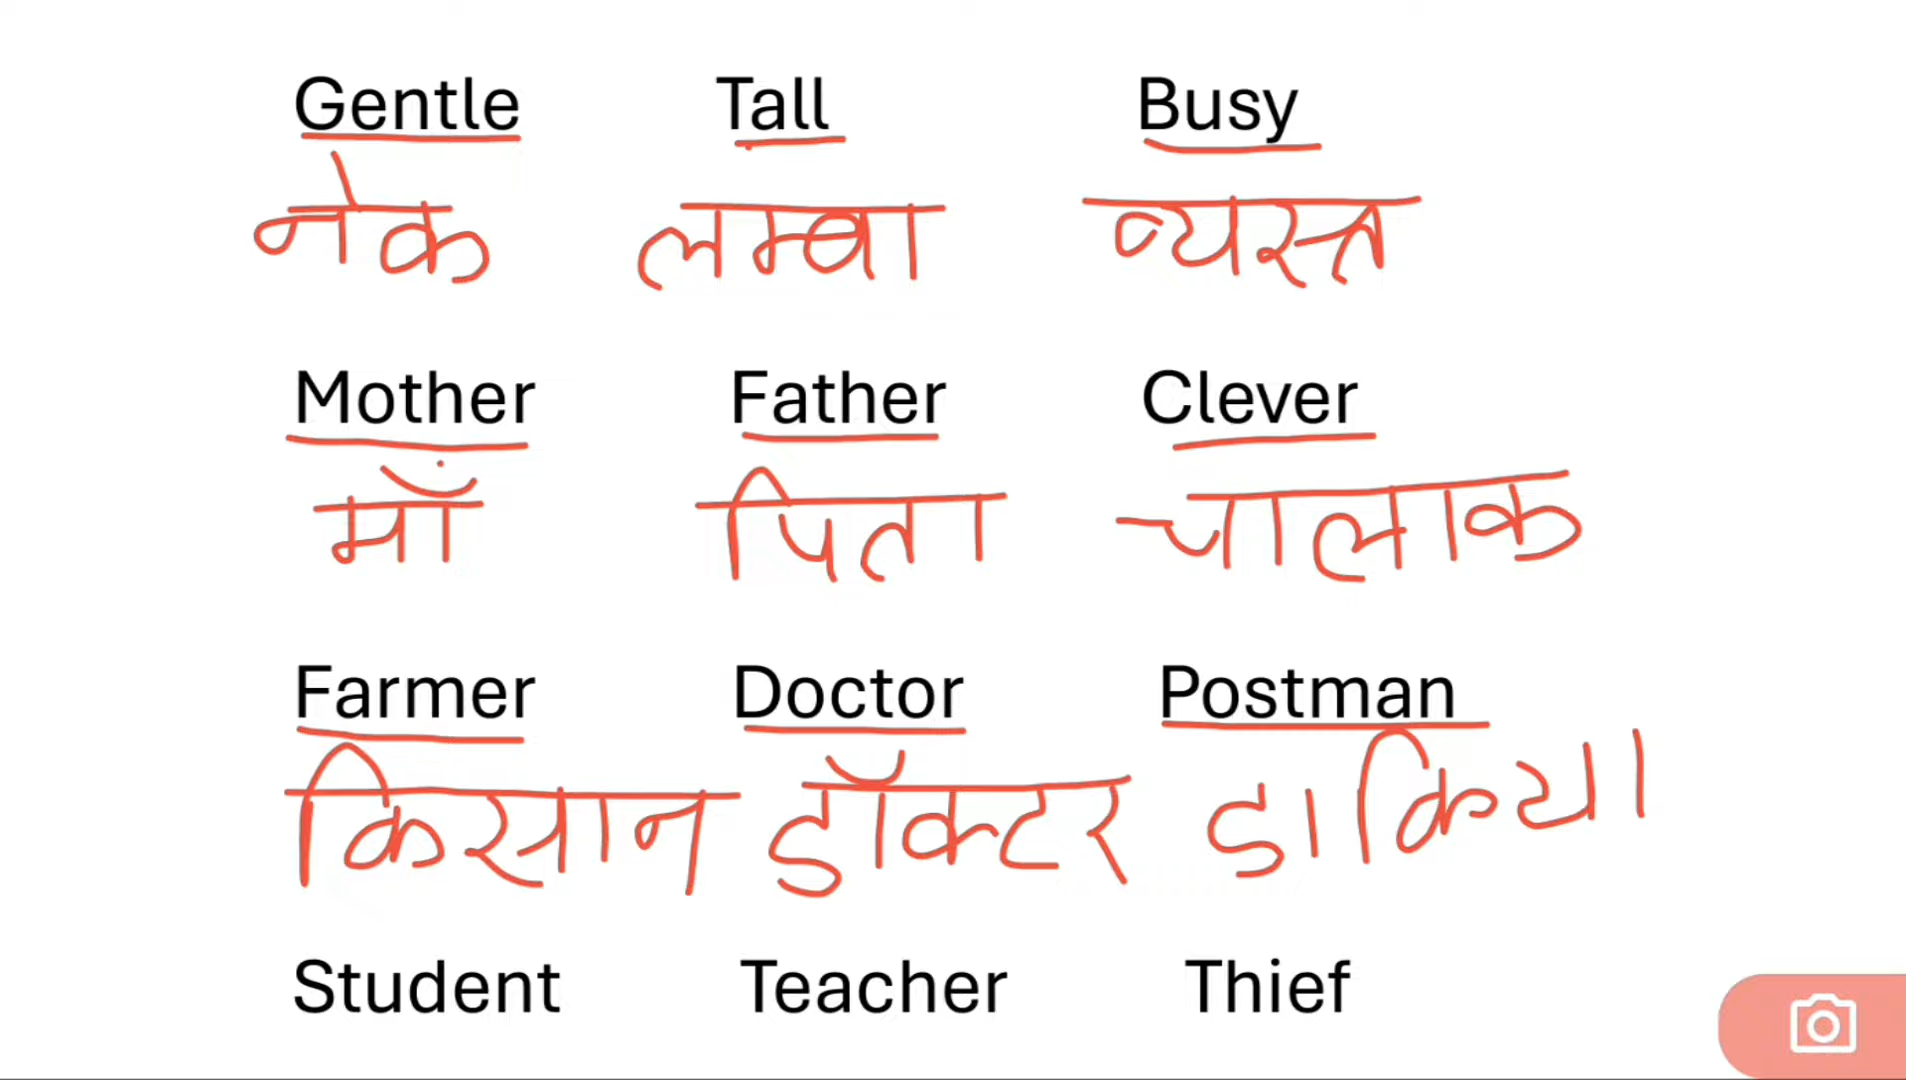 Gentle Tall Busy
नेक लम्बा व्यस्त
Mother Father Clever
माँ पिता चालाक
Farmer Doctor Postman
किसान डॉक्टर डाकिया
Student Teacher Thief